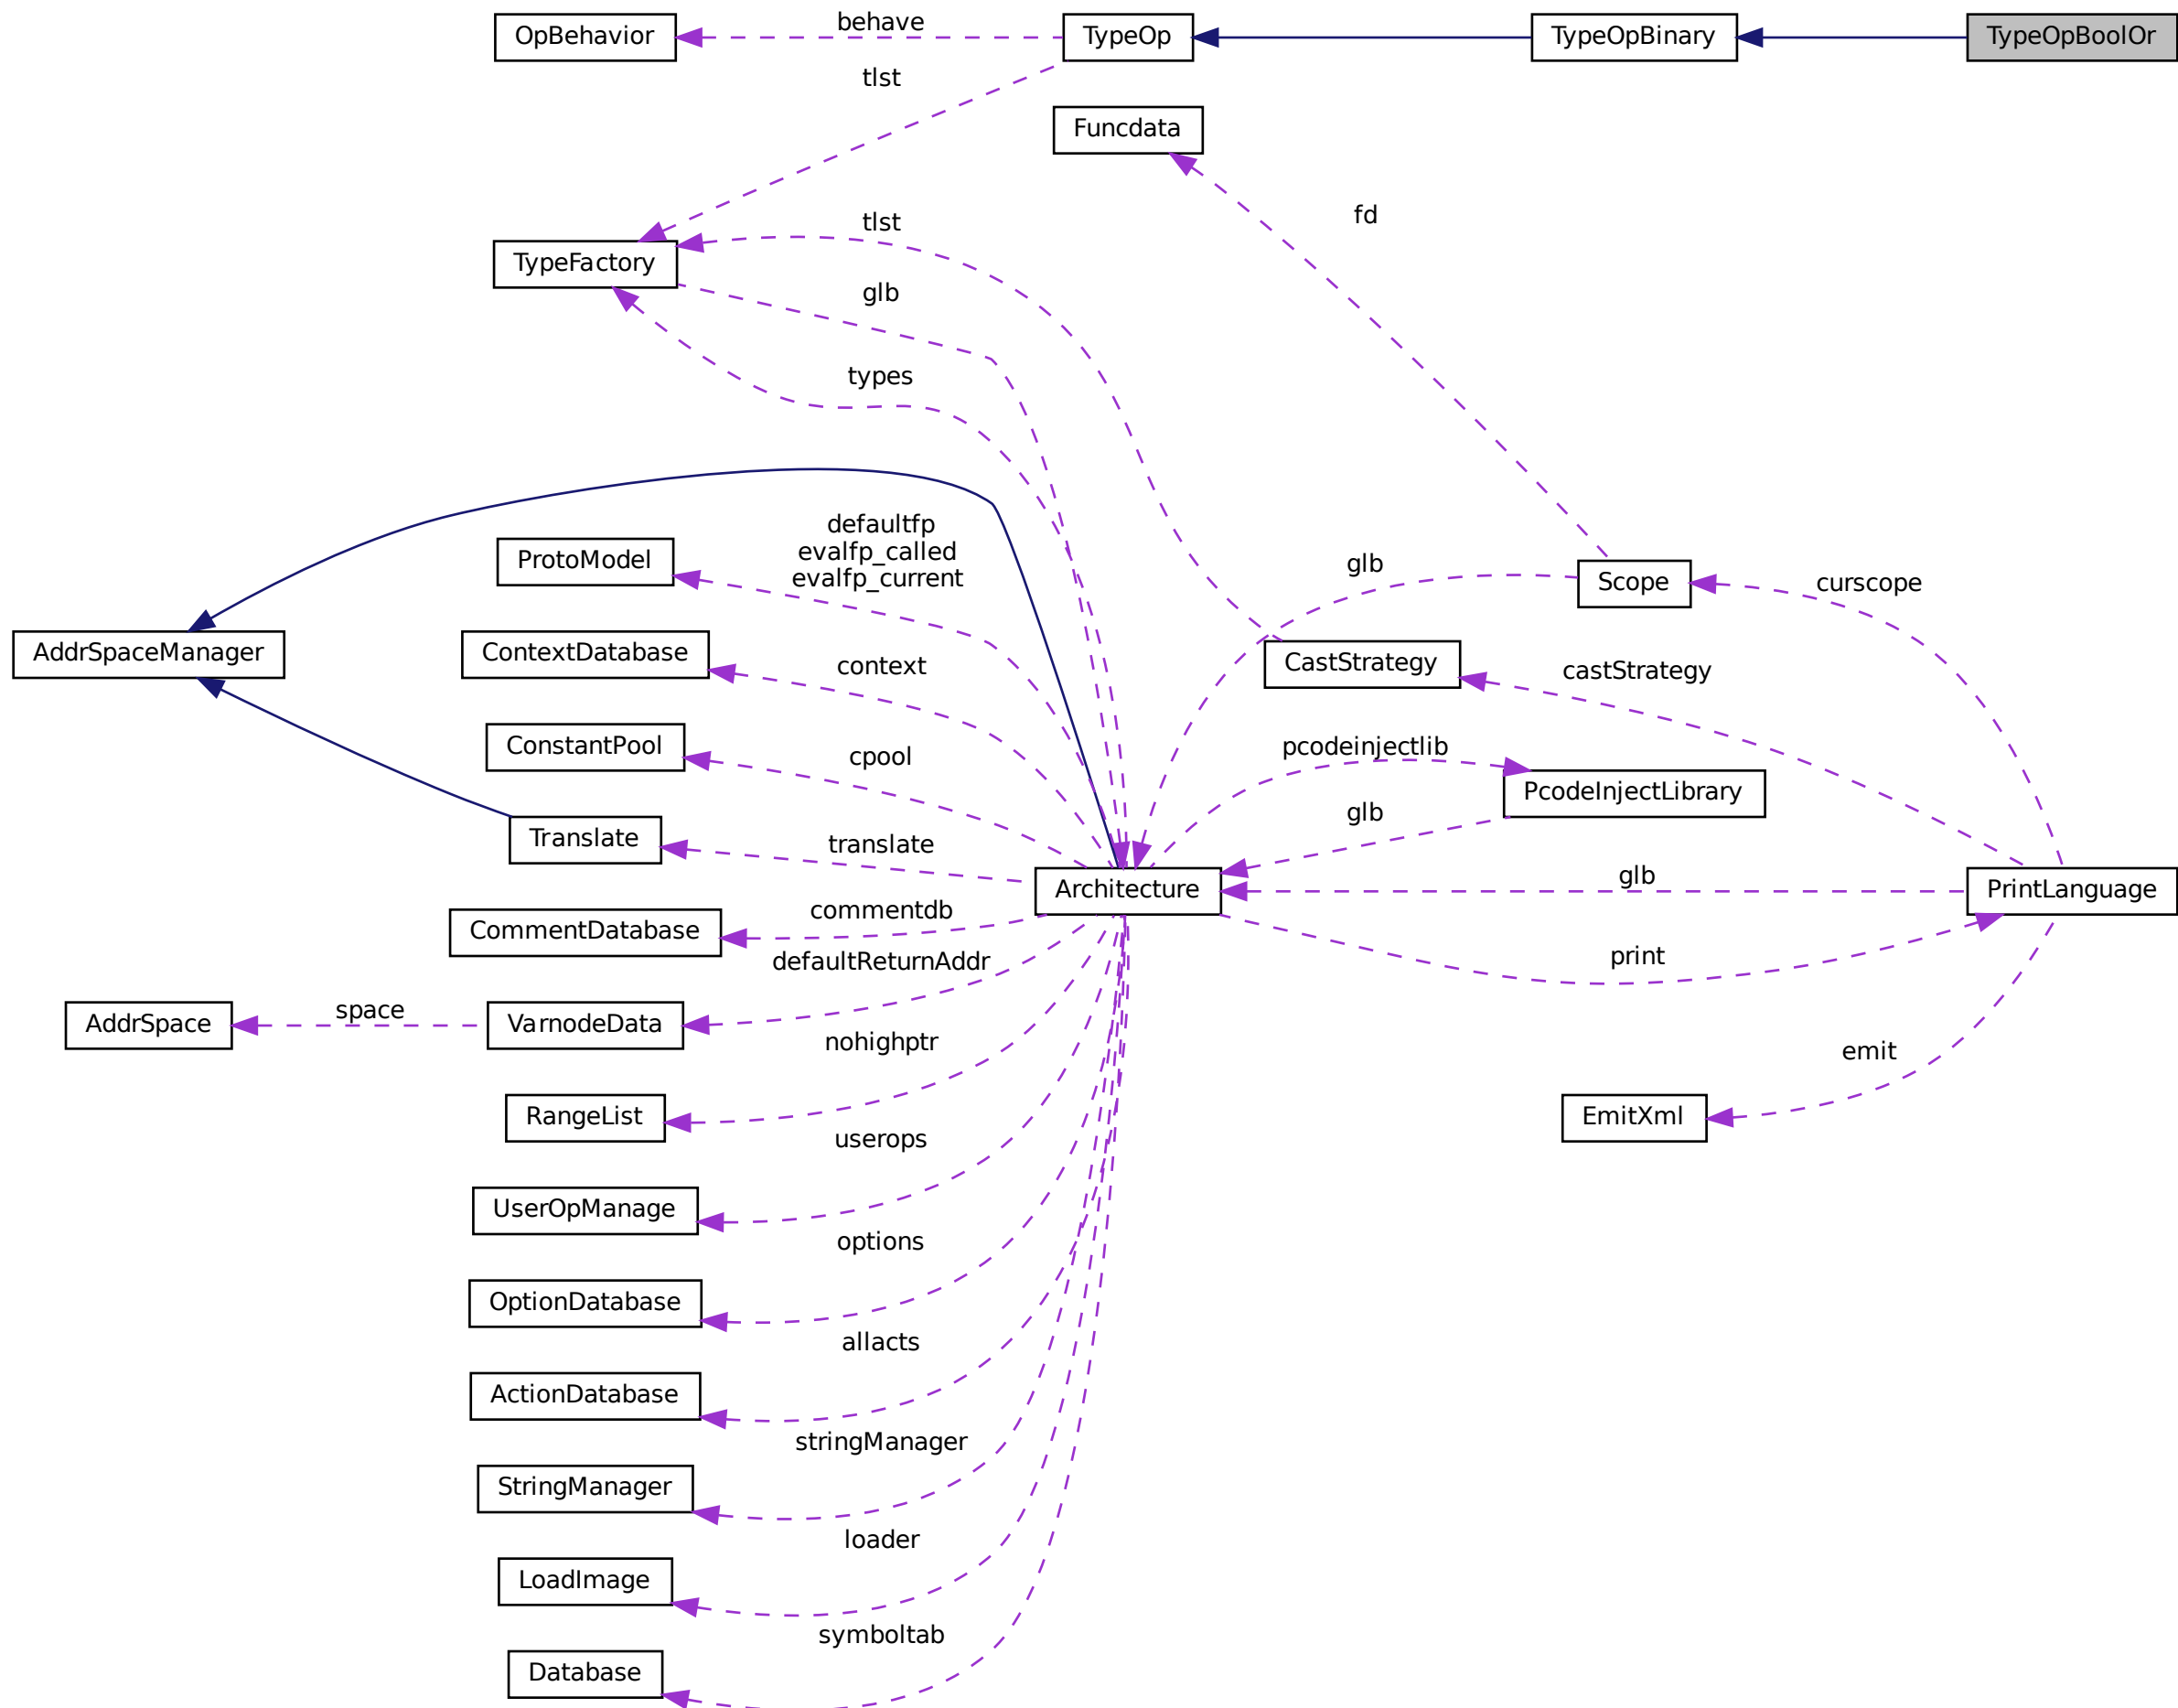 OpBehavior
behave
TypeOp
TypeOpBinary
TypeOpBoolOr
tlst
Funcdata
fd
tlst
TypeFactory
glb
types
defaultfp
evalfp_called
evalfp_current
ProtoModel
glb
Scope
curscope
AddrSpaceManager
ContextDatabase
context
CastStrategy
castStrategy
ConstantPool
cpool
pcodeinjectlib
PcodeInjectLibrary
glb
Translate
translate
Architecture
glb
PrintLanguage
CommentDatabase
commentdb
print
defaultReturnAddr
AddrSpace
space
VarnodeData
nohighptr
emit
RangeList
EmitXml
userops
UserOpManage
options
OptionDatabase
allacts
ActionDatabase
stringManager
StringManager
loader
LoadImage
symboltab
Database